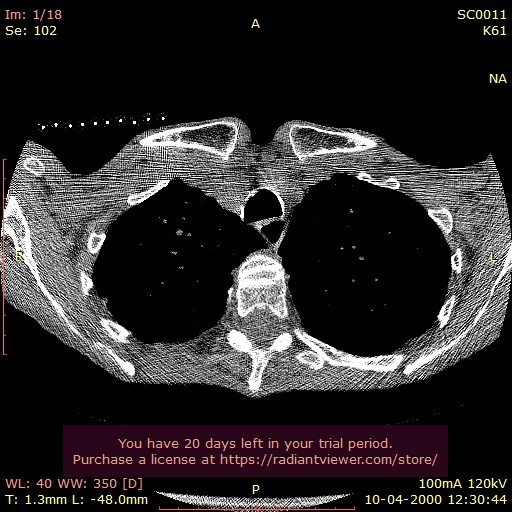 Im: 1/18
Se: 102
A
SC0011
K61
NA
R
L
You have 20 days left in your trial period.
Purchase a license at https://radiantviewer.com/store/
WL: 40 WW: 350 [D]
T: 1.3mm L: -48.0mm
P
100mA 120kV
10-04-2000 12:30:44